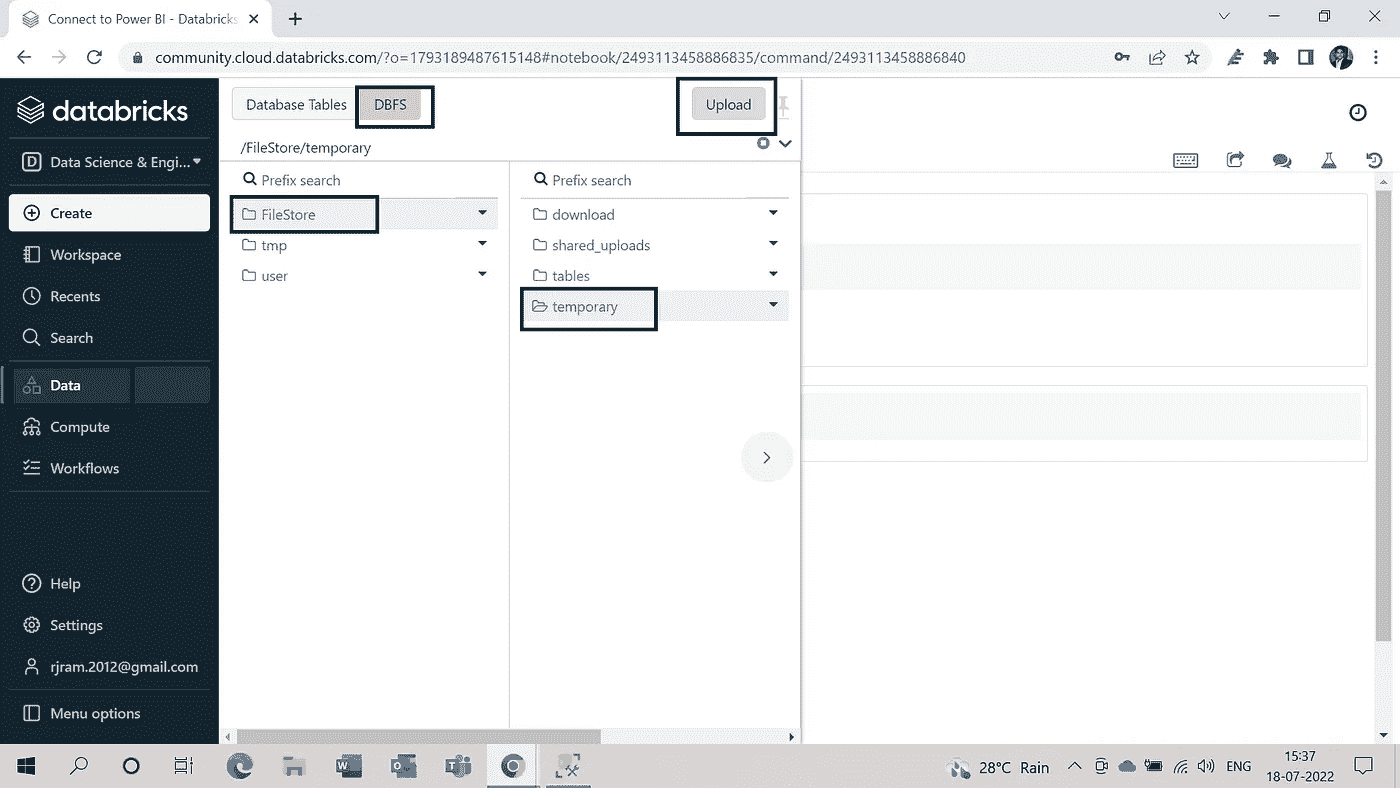 Connect to Power BI - Databricks
community.cloud.databricks.com/?o=1793189487615148#notebook/2493113458886835/command/2493113458886840
databricks
Database Tables
DBFS
Upload
/FileStore/temporary
D
Data Science & Engi...
Prefix search
Prefix search
Create
FileStore
download
Workspace
tmp
shared_uploads
user
tables
Recents
temporary
Search
Data
Compute
Workflows
Help
Settings
rjram.2012@gmail.com
Menu options
28°C Rain
ENG
15:37
18-07-2022